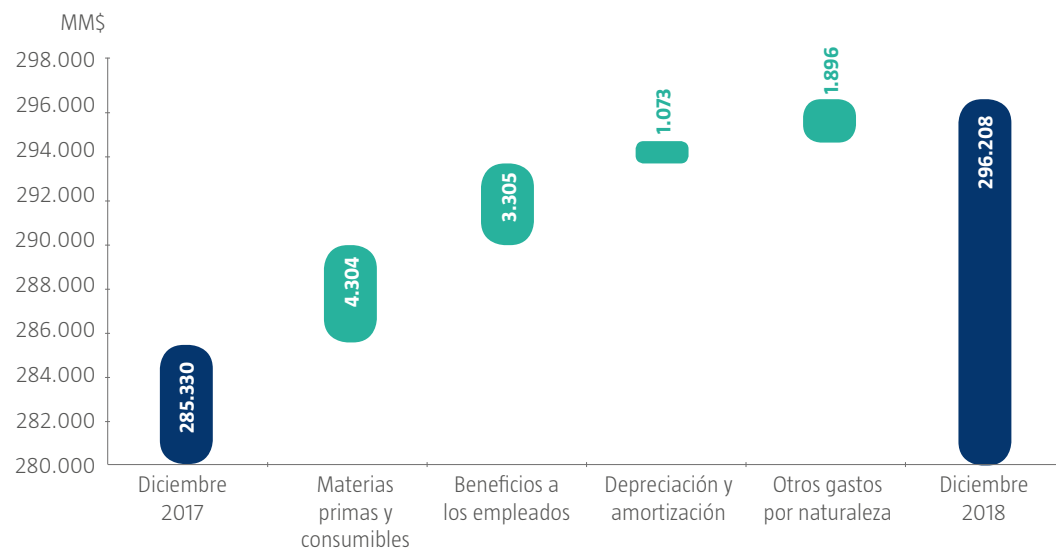 MM$
298.000
296.000
294.000
292.000
290.000
288.000
286.000
284.000
282.000
280.000
285.330
4.304
3.305
1.073
1.896
296.208
Diciembre
2017
Materias
primas y
consumibles
Beneficios a
los empleados
Depreciación y
amortización
Otros gastos
por naturaleza
Diciembre
2018